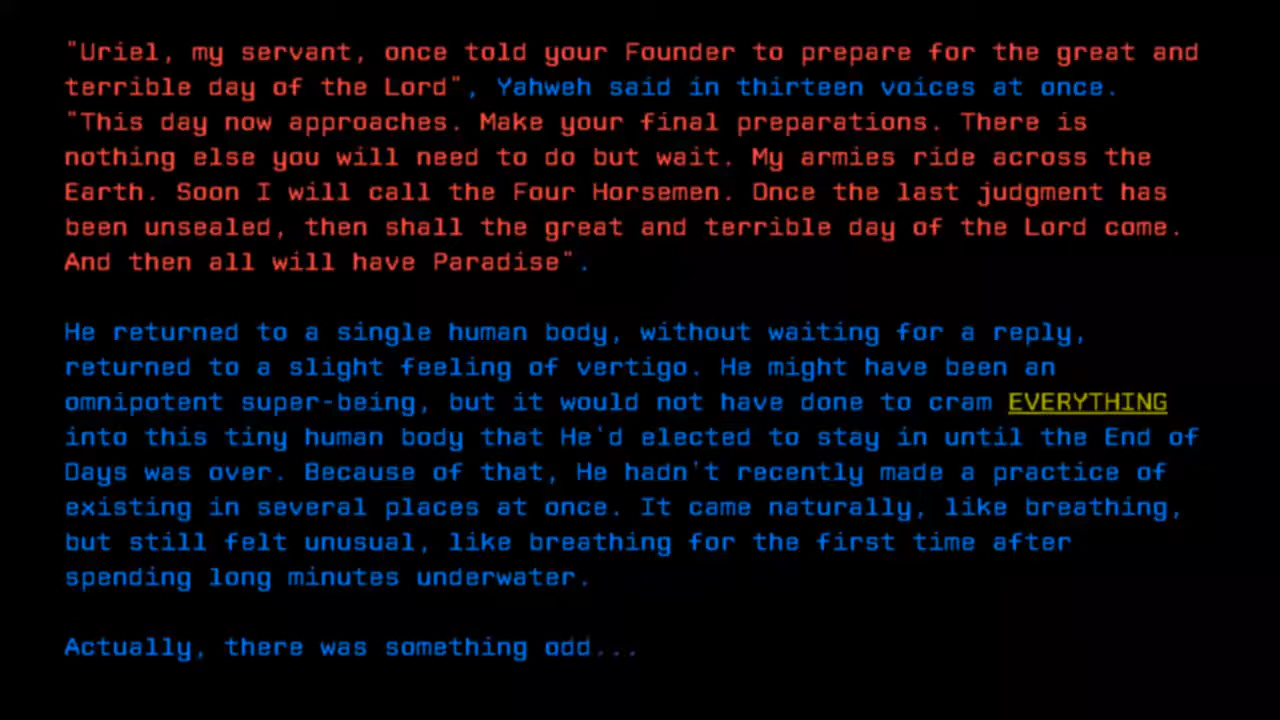 "Uriel, my servant, once told your Founder to prepare for the great and
terrible day of the Lord", Yahweh said in thirteen voices at once.
"This day now approaches. Make your final preparations. There is
nothing else you will need to do but wait. My armies ride across the
Earth. Soon I will call the Four Horsemen. Once the last judgment has
been unsealed, then shall the great and terrible day of the Lord come.
And then all will have Paradise".
He returned to a single human body, without waiting for a reply,
returned to a slight feeling of vertigo. He might have been an
omnipotent super-being, but it would not have done to cram EVERYTHING
into this tiny human body that He'd elected to stay in until the End of
Days was over. Because of that, He hadn't recently made a practice of
existing in several places at once. It came naturally, like breathing,
but still felt unusual, like breathing for the first time after
spending long minutes underwater.
Actually, there was something odd...